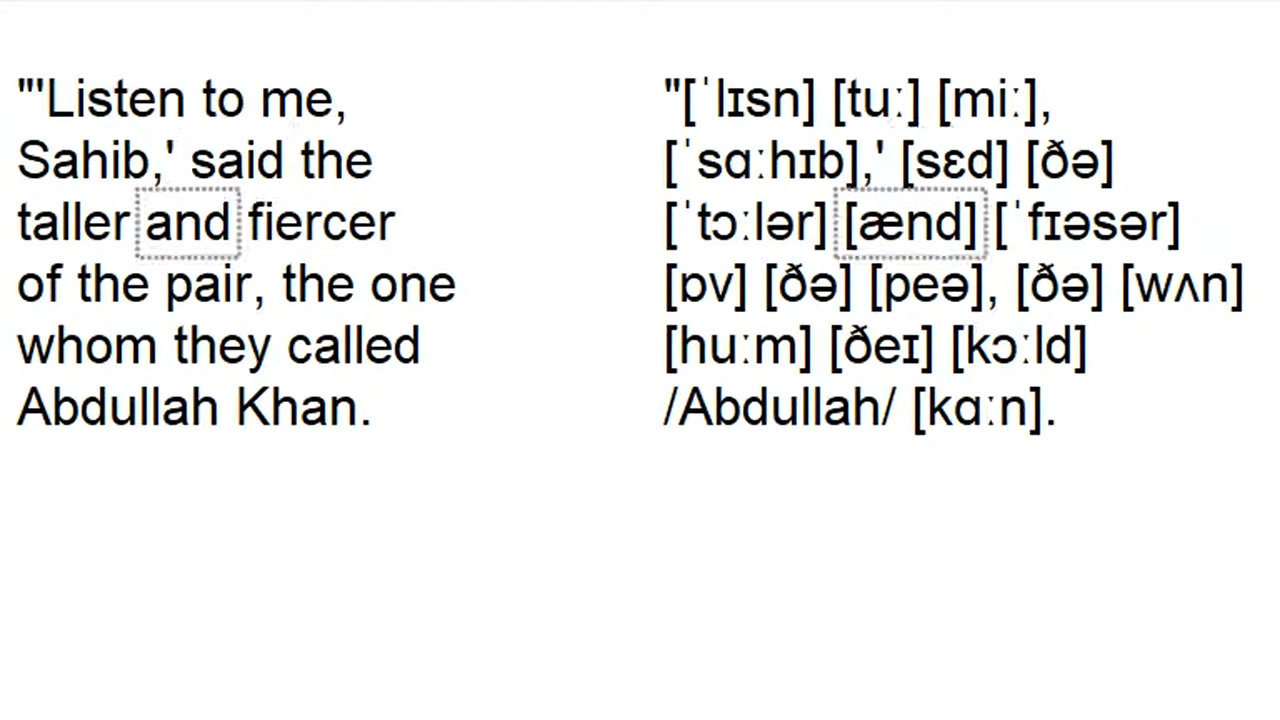 "'Listen to me,
Sahib,' said the
taller and fiercer
of the pair, the one
whom they called
Abdullah Khan.
"[ˈlɪsn] [tuː] [miː],
[ˈsɑːhɪb],' [sɛd] [ðə]
[ˈtɔːlər] [ænd] [ˈfɪəsər]
[ɒv] [ðə] [peə], [ðə] [wʌn]
[huːm] [ðeɪ] [kɔːld]
/Abdullah/ [kɑːn].